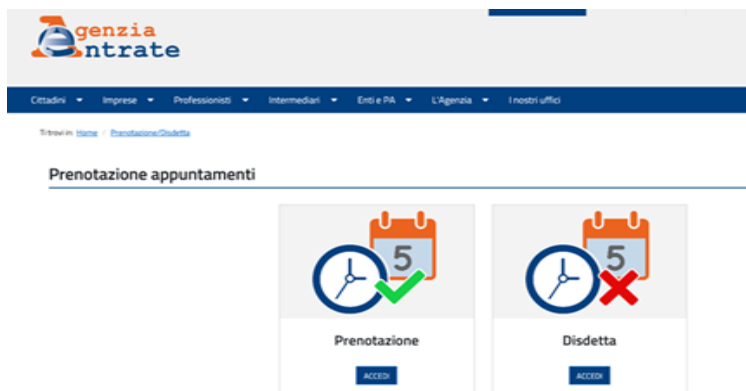 genzia
ntrate
Cittadini Imprese Professionisti Intermediari Enti e PA L'Agenzia I nostri uffici
Ti trovi in: Home / Prenotazione/Disdetta
Prenotazione appuntamenti
5 5
Prenotazione Disdetta
ACCEDI ACCEDI